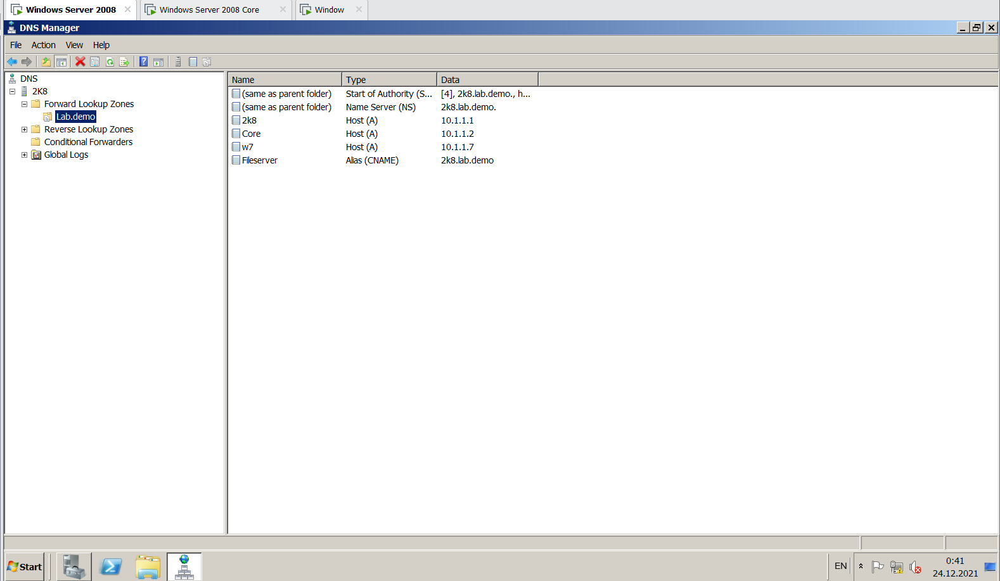 Windows Server 2008
Windows Server 2008 Core
Window
DNS Manager
File Action View Help
DNS
2K8
Forward Lookup Zones
Lab.demo
Reverse Lookup Zones
Conditional Forwarders
Global Logs
Name Type Data
(same as parent folder) Start of Authority (S... [4], 2k8.lab.demo., h...
(same as parent folder) Name Server (NS) 2k8.lab.demo.
2k8 Host (A) 10.1.1.1
Core Host (A) 10.1.1.2
w7 Host (A) 10.1.1.7
Fileserver Alias (CNAME) 2k8.lab.demo
Start
EN
0:41
24.12.2021